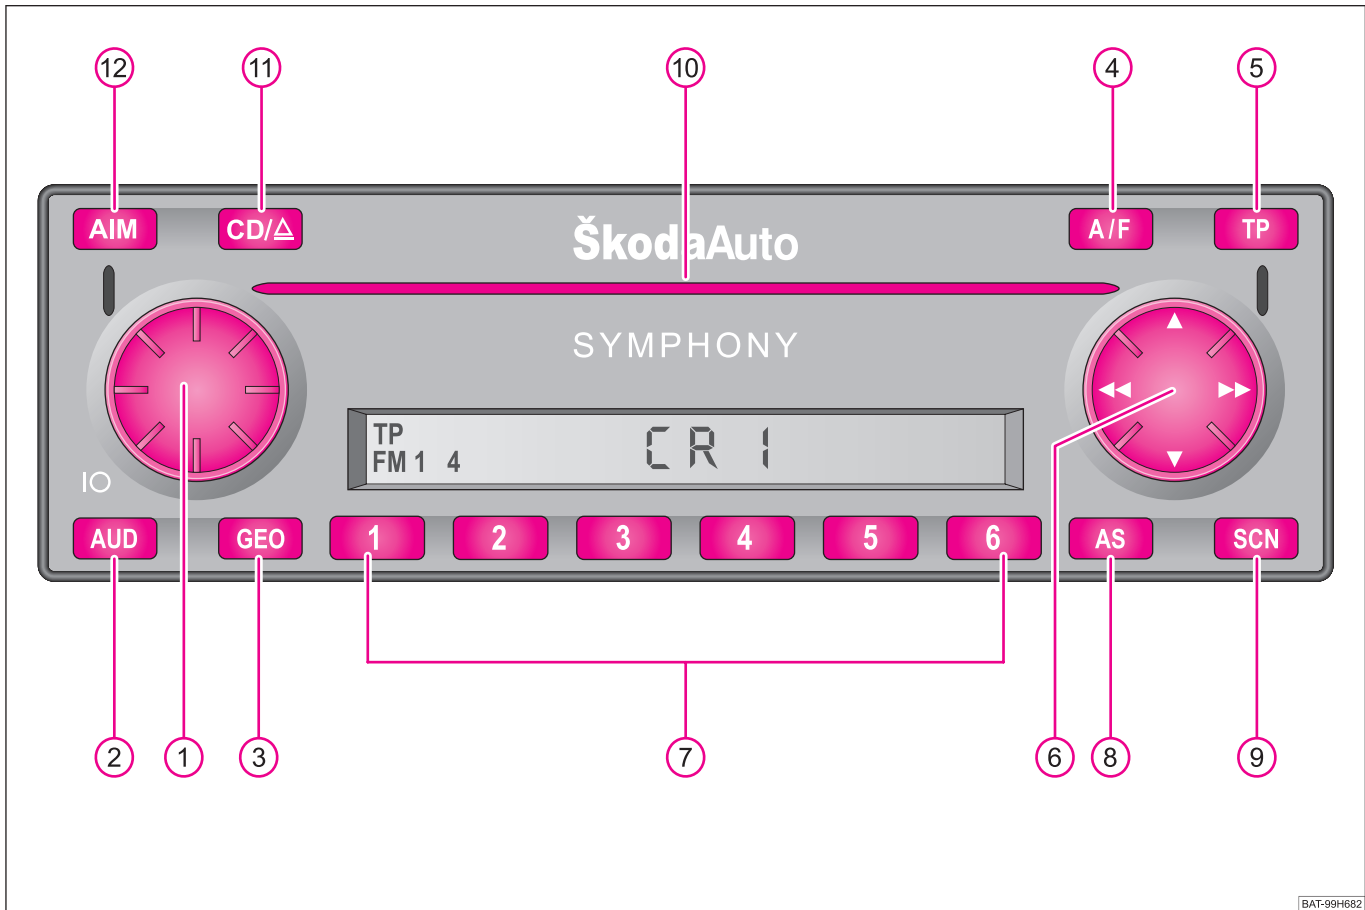 12 11 10 4 5
AIM CD/ A/F TP
ŠkodaAuto
SYMPHONY
TP
FM 1 4 CR 1
IO
AUD GEO 1 2 3 4 5 6 AS SCN
2 1 3 7 6 8 9
BAT-99H682